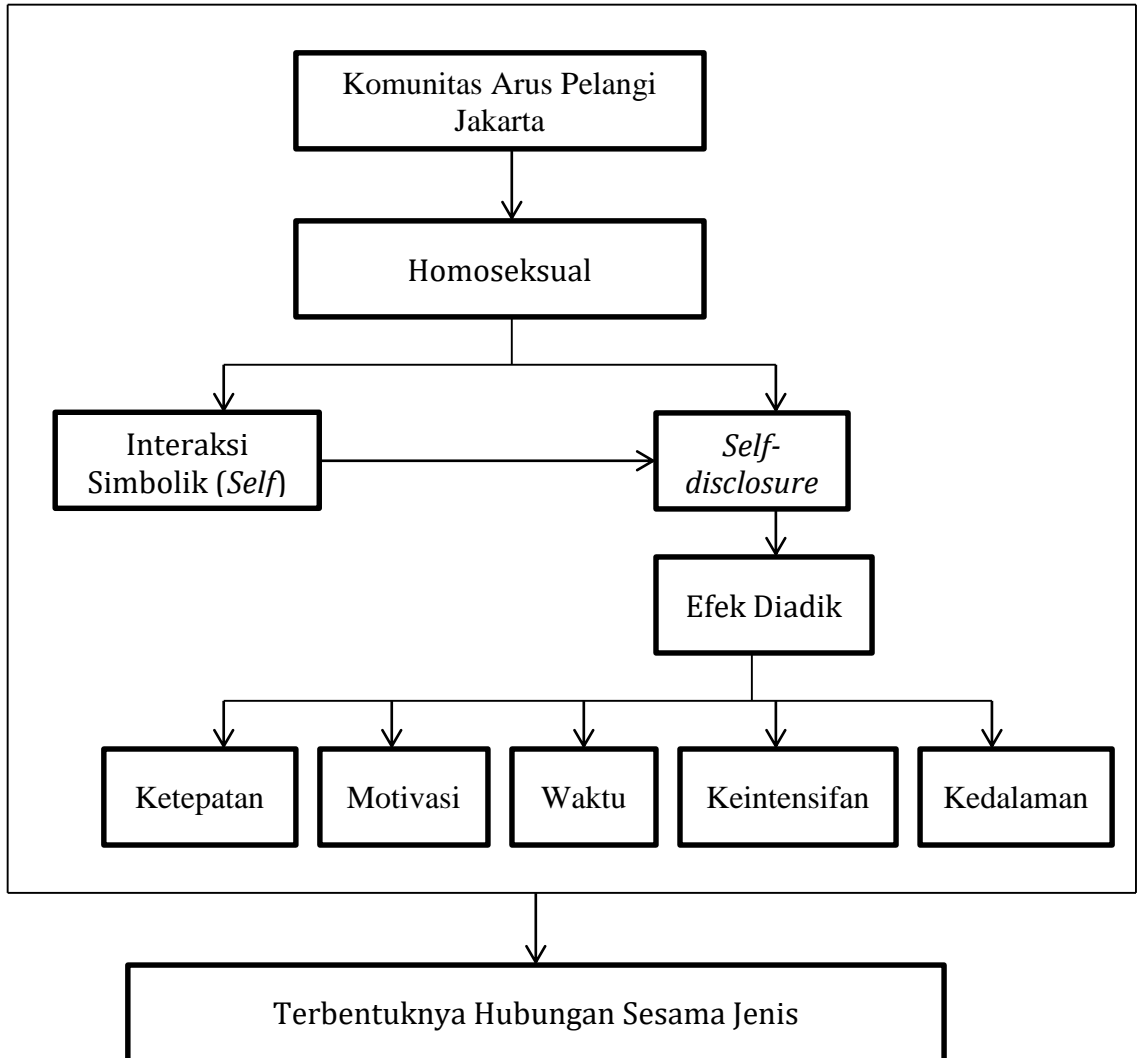 Komunitas Arus Pelangi
Jakarta
Homoseksual
Interaksi
Simbolik (Self)
Self-
disclosure
Efek Diadik
Ketepatan
Motivasi
Waktu
Keintensifan
Kedalaman
Terbentuknya Hubungan Sesama Jenis